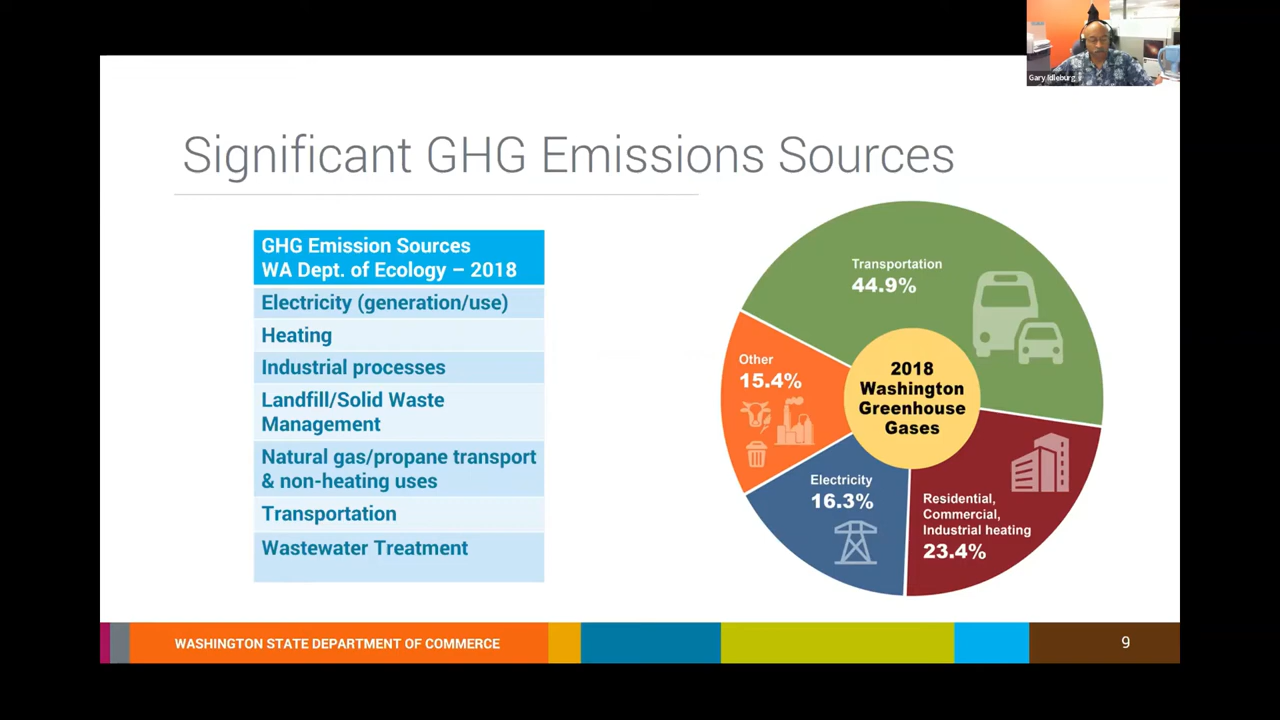 Gary Idleburg
Significant GHG Emissions Sources
GHG Emission Sources
WA Dept. of Ecology – 2018
Electricity (generation/use)
Heating
Industrial processes
Landfill/Solid Waste
Management
Natural gas/propane transport
& non-heating uses
Transportation
Wastewater Treatment
Transportation
44.9%
Other
15.4%
2018
Washington
Greenhouse
Gases
Electricity
16.3%
Residential,
Commercial,
Industrial heating
23.4%
WASHINGTON STATE DEPARTMENT OF COMMERCE
9